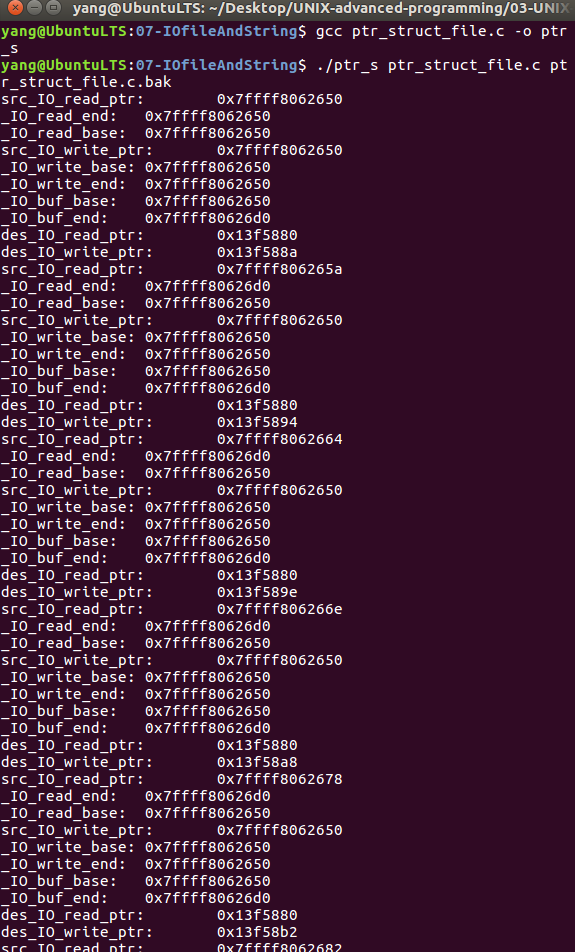 yang@UbuntuLTS: ~/Desktop/UNIX-advanced-programming/03-UNIX
yang@UbuntuLTS:07-IOfileAndString$ gcc ptr_struct_file.c -o ptr
_s
yang@UbuntuLTS:07-IOfileAndString$ ./ptr_s ptr_struct_file.c pt
r_struct_file.c.bak
src_IO_read_ptr:        0x7ffff8062650
_IO_read_end:   0x7ffff8062650
_IO_read_base:  0x7ffff8062650
src_IO_write_ptr:       0x7ffff8062650
_IO_write_base: 0x7ffff8062650
_IO_write_end:  0x7ffff8062650
_IO_buf_base:   0x7ffff8062650
_IO_buf_end:    0x7ffff80626d0
des_IO_read_ptr:        0x13f5880
des_IO_write_ptr:       0x13f588a
src_IO_read_ptr:        0x7ffff806265a
_IO_read_end:   0x7ffff80626d0
_IO_read_base:  0x7ffff8062650
src_IO_write_ptr:       0x7ffff8062650
_IO_write_base: 0x7ffff8062650
_IO_write_end:  0x7ffff8062650
_IO_buf_base:   0x7ffff8062650
_IO_buf_end:    0x7ffff80626d0
des_IO_read_ptr:        0x13f5880
des_IO_write_ptr:       0x13f5894
src_IO_read_ptr:        0x7ffff8062664
_IO_read_end:   0x7ffff80626d0
_IO_read_base:  0x7ffff8062650
src_IO_write_ptr:       0x7ffff8062650
_IO_write_base: 0x7ffff8062650
_IO_write_end:  0x7ffff8062650
_IO_buf_base:   0x7ffff8062650
_IO_buf_end:    0x7ffff80626d0
des_IO_read_ptr:        0x13f5880
des_IO_write_ptr:       0x13f589e
src_IO_read_ptr:        0x7ffff806266e
_IO_read_end:   0x7ffff80626d0
_IO_read_base:  0x7ffff8062650
src_IO_write_ptr:       0x7ffff8062650
_IO_write_base: 0x7ffff8062650
_IO_write_end:  0x7ffff8062650
_IO_buf_base:   0x7ffff8062650
_IO_buf_end:    0x7ffff80626d0
des_IO_read_ptr:        0x13f5880
des_IO_write_ptr:       0x13f58a8
src_IO_read_ptr:        0x7ffff8062678
_IO_read_end:   0x7ffff80626d0
_IO_read_base:  0x7ffff8062650
src_IO_write_ptr:       0x7ffff8062650
_IO_write_base: 0x7ffff8062650
_IO_write_end:  0x7ffff8062650
_IO_buf_base:   0x7ffff8062650
_IO_buf_end:    0x7ffff80626d0
des_IO_read_ptr:        0x13f5880
des_IO_write_ptr:       0x13f58b2
src_IO_read_ptr:        0x7ffff8062682